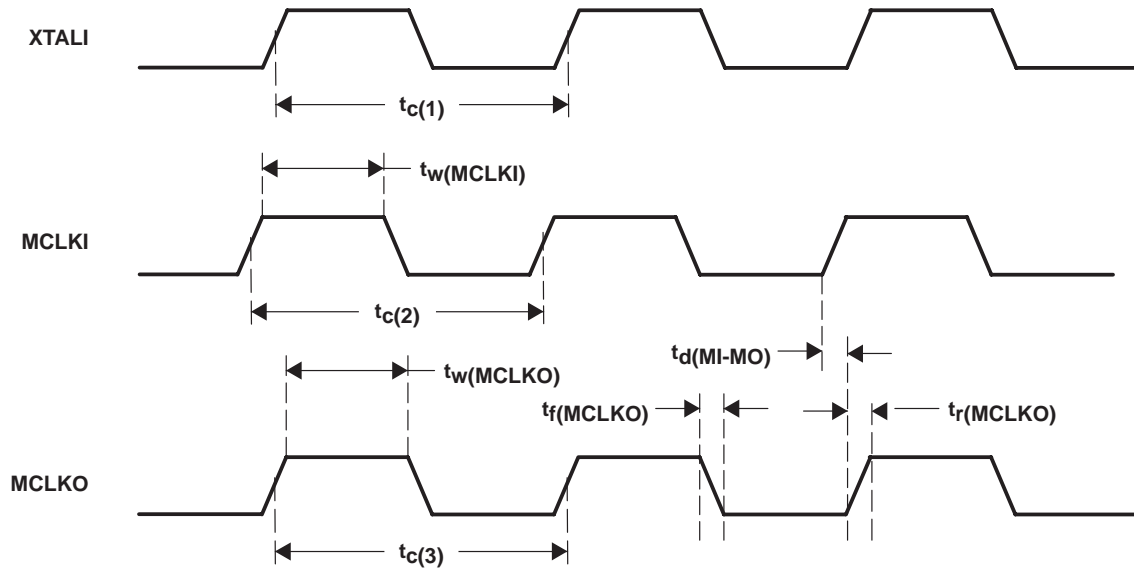 XTALI
tc(1)
tw(MCLKI)
MCLKI
tc(2)
td(MI-MO)
tw(MCLKO)
tf(MCLKO)
tr(MCLKO)
MCLKO
tc(3)